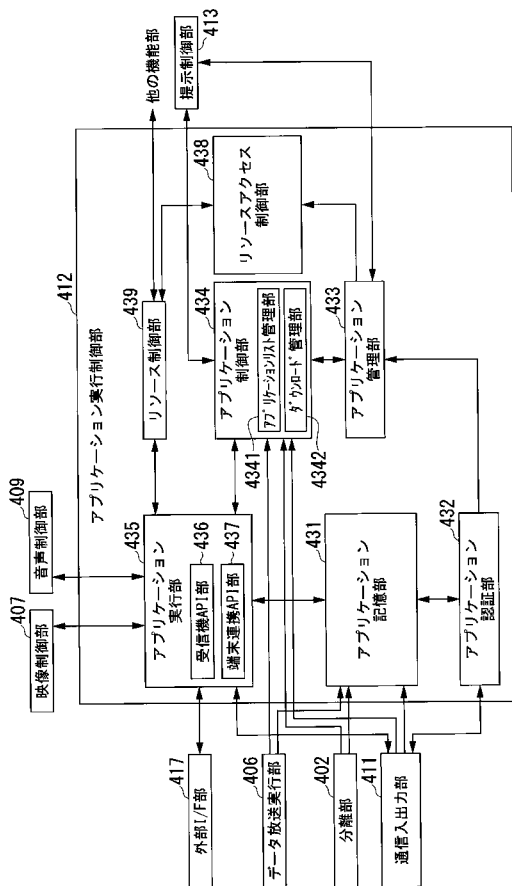 412
アプリケーション実行制御部
407
映像制御部
409
音声制御部
435
アプリケーション
実行部
436
受信機API部
437
端末連携API部
439
リソース制御部
他の機能部
413
提示制御部
434
アプリケーション
制御部
4341
アプリケーションリスト管理部
4342
ダウンロード管理部
438
リソースアクセス
制御部
433
アプリケーション
管理部
431
アプリケーション
記憶部
432
アプリケーション
認証部
417
外部I/F部
406
データ放送実行部
402
分離部
411
通信入出力部